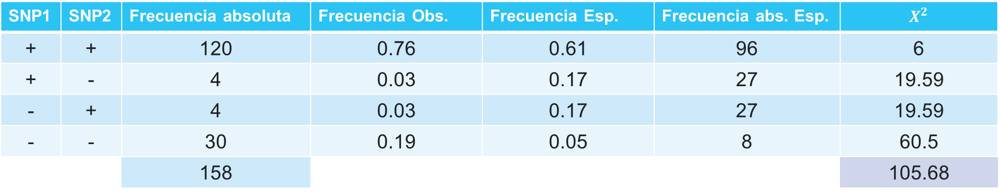 SNP1 SNP2 Frecuencia absoluta Frecuencia Obs. Frecuencia Esp. Frecuencia abs. Esp. X²
+ + 120 0.76 0.61 96 6
+ - 4 0.03 0.17 27 19.59
- + 4 0.03 0.17 27 19.59
- - 30 0.19 0.05 8 60.5
158 105.68